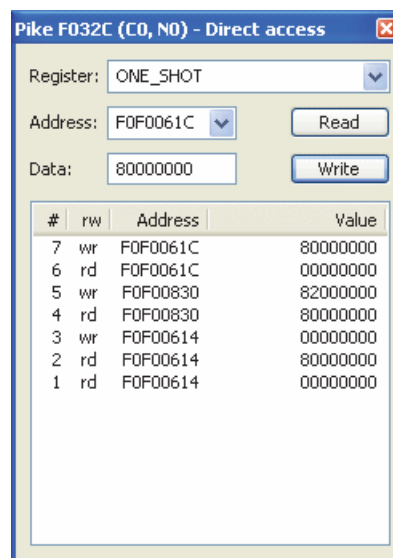 Pike F032C (C0, N0) - Direct access
Register: ONE_SHOT
Address: F0F0061C Read
Data: 80000000 Write
# rw Address Value
7 wr F0F0061C 80000000
6 rd F0F0061C 00000000
5 wr F0F00830 82000000
4 rd F0F00830 80000000
3 wr F0F00614 00000000
2 rd F0F00614 80000000
1 rd F0F00614 00000000